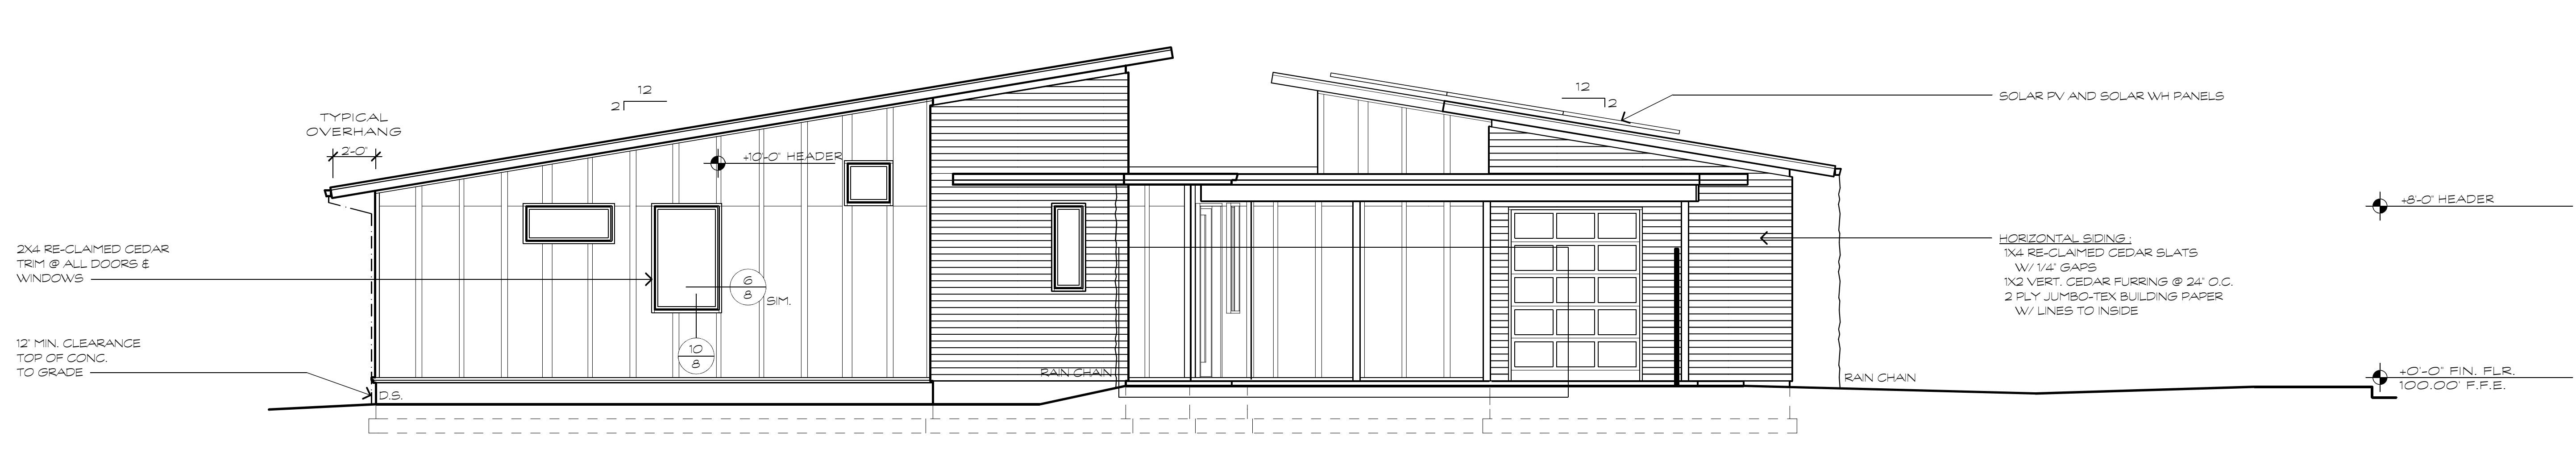 12
2
12
2
SOLAR PV AND SOLAR WH PANELS
TYPICAL
OVERHANG
2'-0"
+10'-0" HEADER
+8'-0" HEADER
2X4 RE-CLAIMED CEDAR
TRIM @ ALL DOORS &
WINDOWS
HORIZONTAL SIDING :
1X4 RE-CLAIMED CEDAR SLATS
W/ 1/4" GAPS
1X2 VERT. CEDAR FURRING @ 24" O.C.
2 PLY JUMBO-TEX BUILDING PAPER
W/ LINES TO INSIDE
6
8
SIM.
10
8
12" MIN. CLEARANCE
TOP OF CONC.
TO GRADE
D.S.
RAIN CHAIN
RAIN CHAIN
+0'-0" FIN. FLR.
100.00' F.F.E.